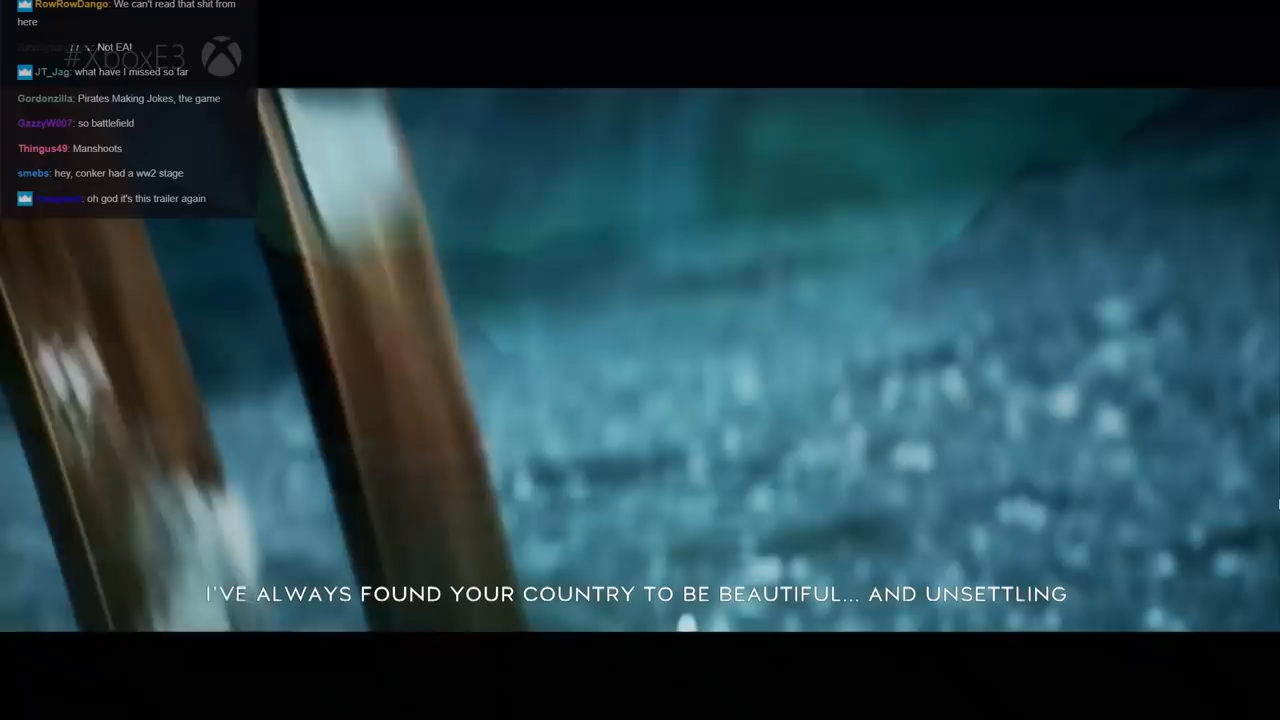 RowRowDango: We can't read that shit from
here
: Not EA!
#XboxE3
JT_Jag: what have I missed so far
Gordonzilla: Pirates Making Jokes, the game
GazzyW007: so battlefield
Thingus49: Manshoots
smebs: hey, conker had a ww2 stage
: oh god it's this trailer again
I'VE ALWAYS FOUND YOUR COUNTRY TO BE BEAUTIFUL... AND UNSETTLING